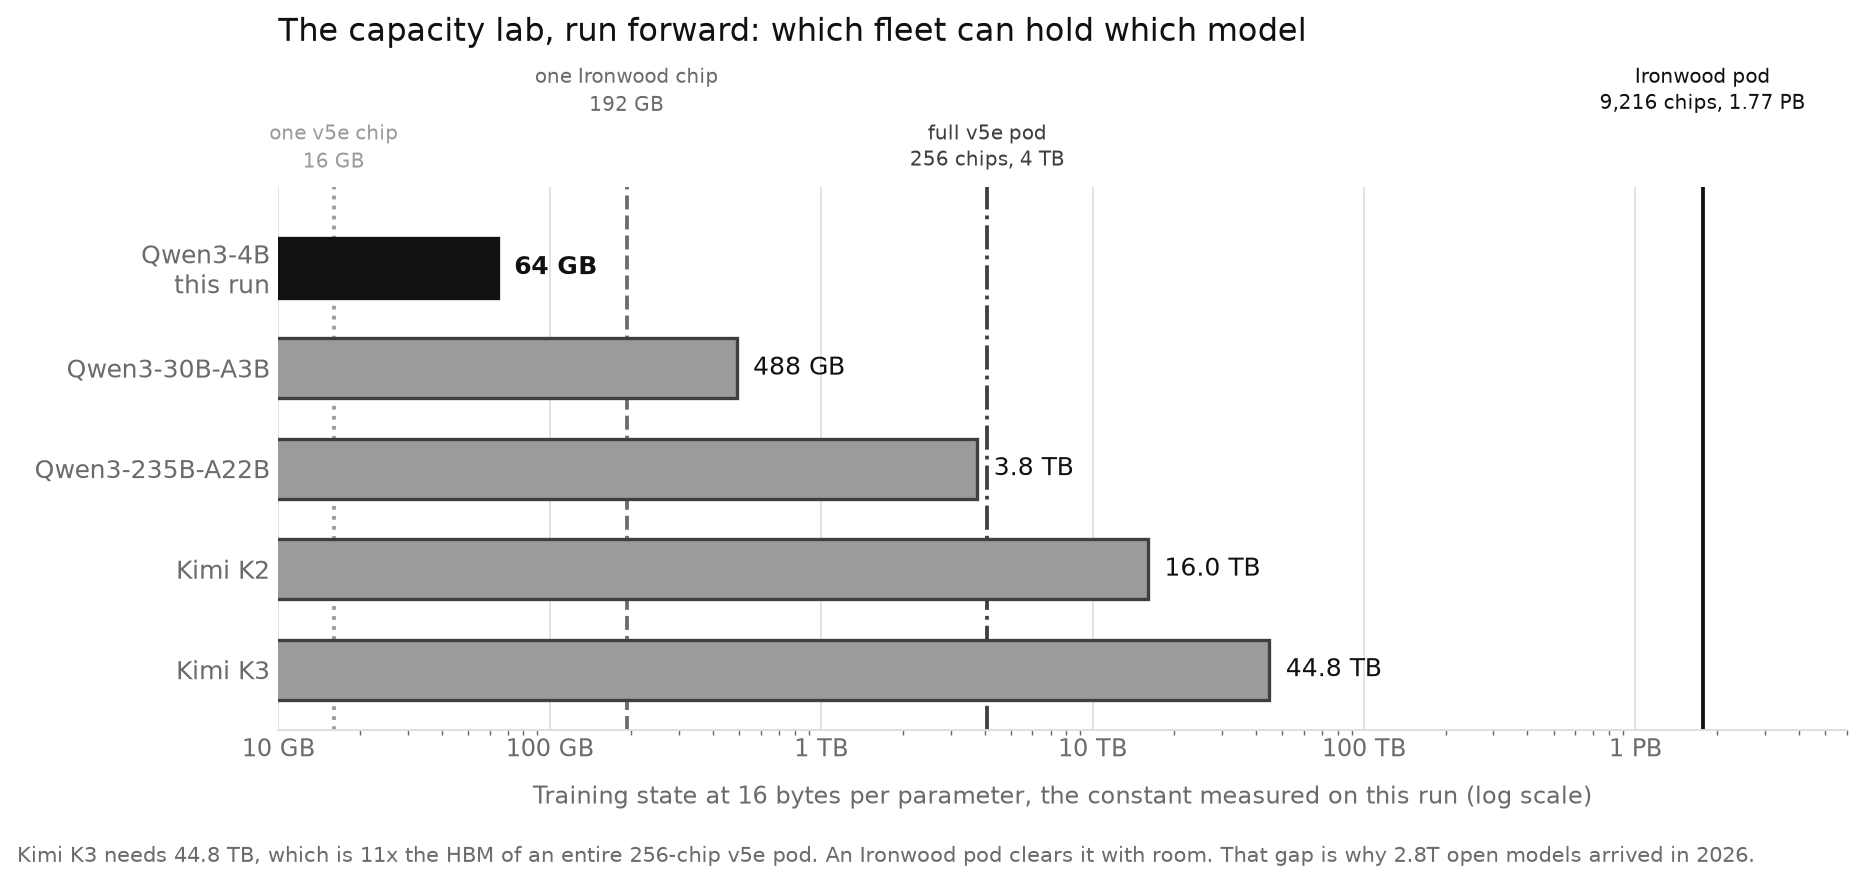 The capacity lab, run forward: which fleet can hold which model
one Ironwood chip
192 GB
Ironwood pod
9,216 chips, 1.77 PB
one v5e chip
16 GB
full v5e pod
256 chips, 4 TB
Qwen3-4B
this run
64 GB
Qwen3-30B-A3B
488 GB
Qwen3-235B-A22B
3.8 TB
Kimi K2
16.0 TB
Kimi K3
44.8 TB
10 GB
100 GB
1 TB
10 TB
100 TB
1 PB
Training state at 16 bytes per parameter, the constant measured on this run (log scale)
Kimi K3 needs 44.8 TB, which is 11x the HBM of an entire 256-chip v5e pod. An Ironwood pod clears it with room. That gap is why 2.8T open models arrived in 2026.